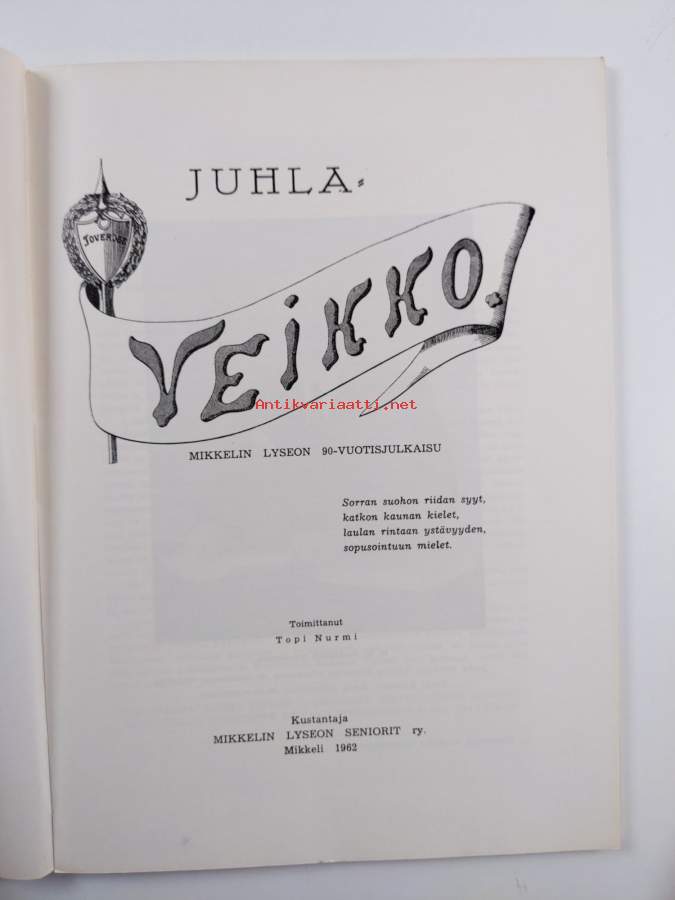 JUHLA-
TOVERUUS
VEIKKO.
Antikvariaatti.net
MIKKELIN LYSEON 90-VUOTISJULKAISU
Sorran suohon riidan syyt,
katkon kaunan kielet,
laulan rintaan ystävyyden,
sopusointuun mielet.
Toimittanut
Topi Nurmi
Kustantaja
MIKKELIN LYSEON SENIORIT ry.
Mikkeli 1962